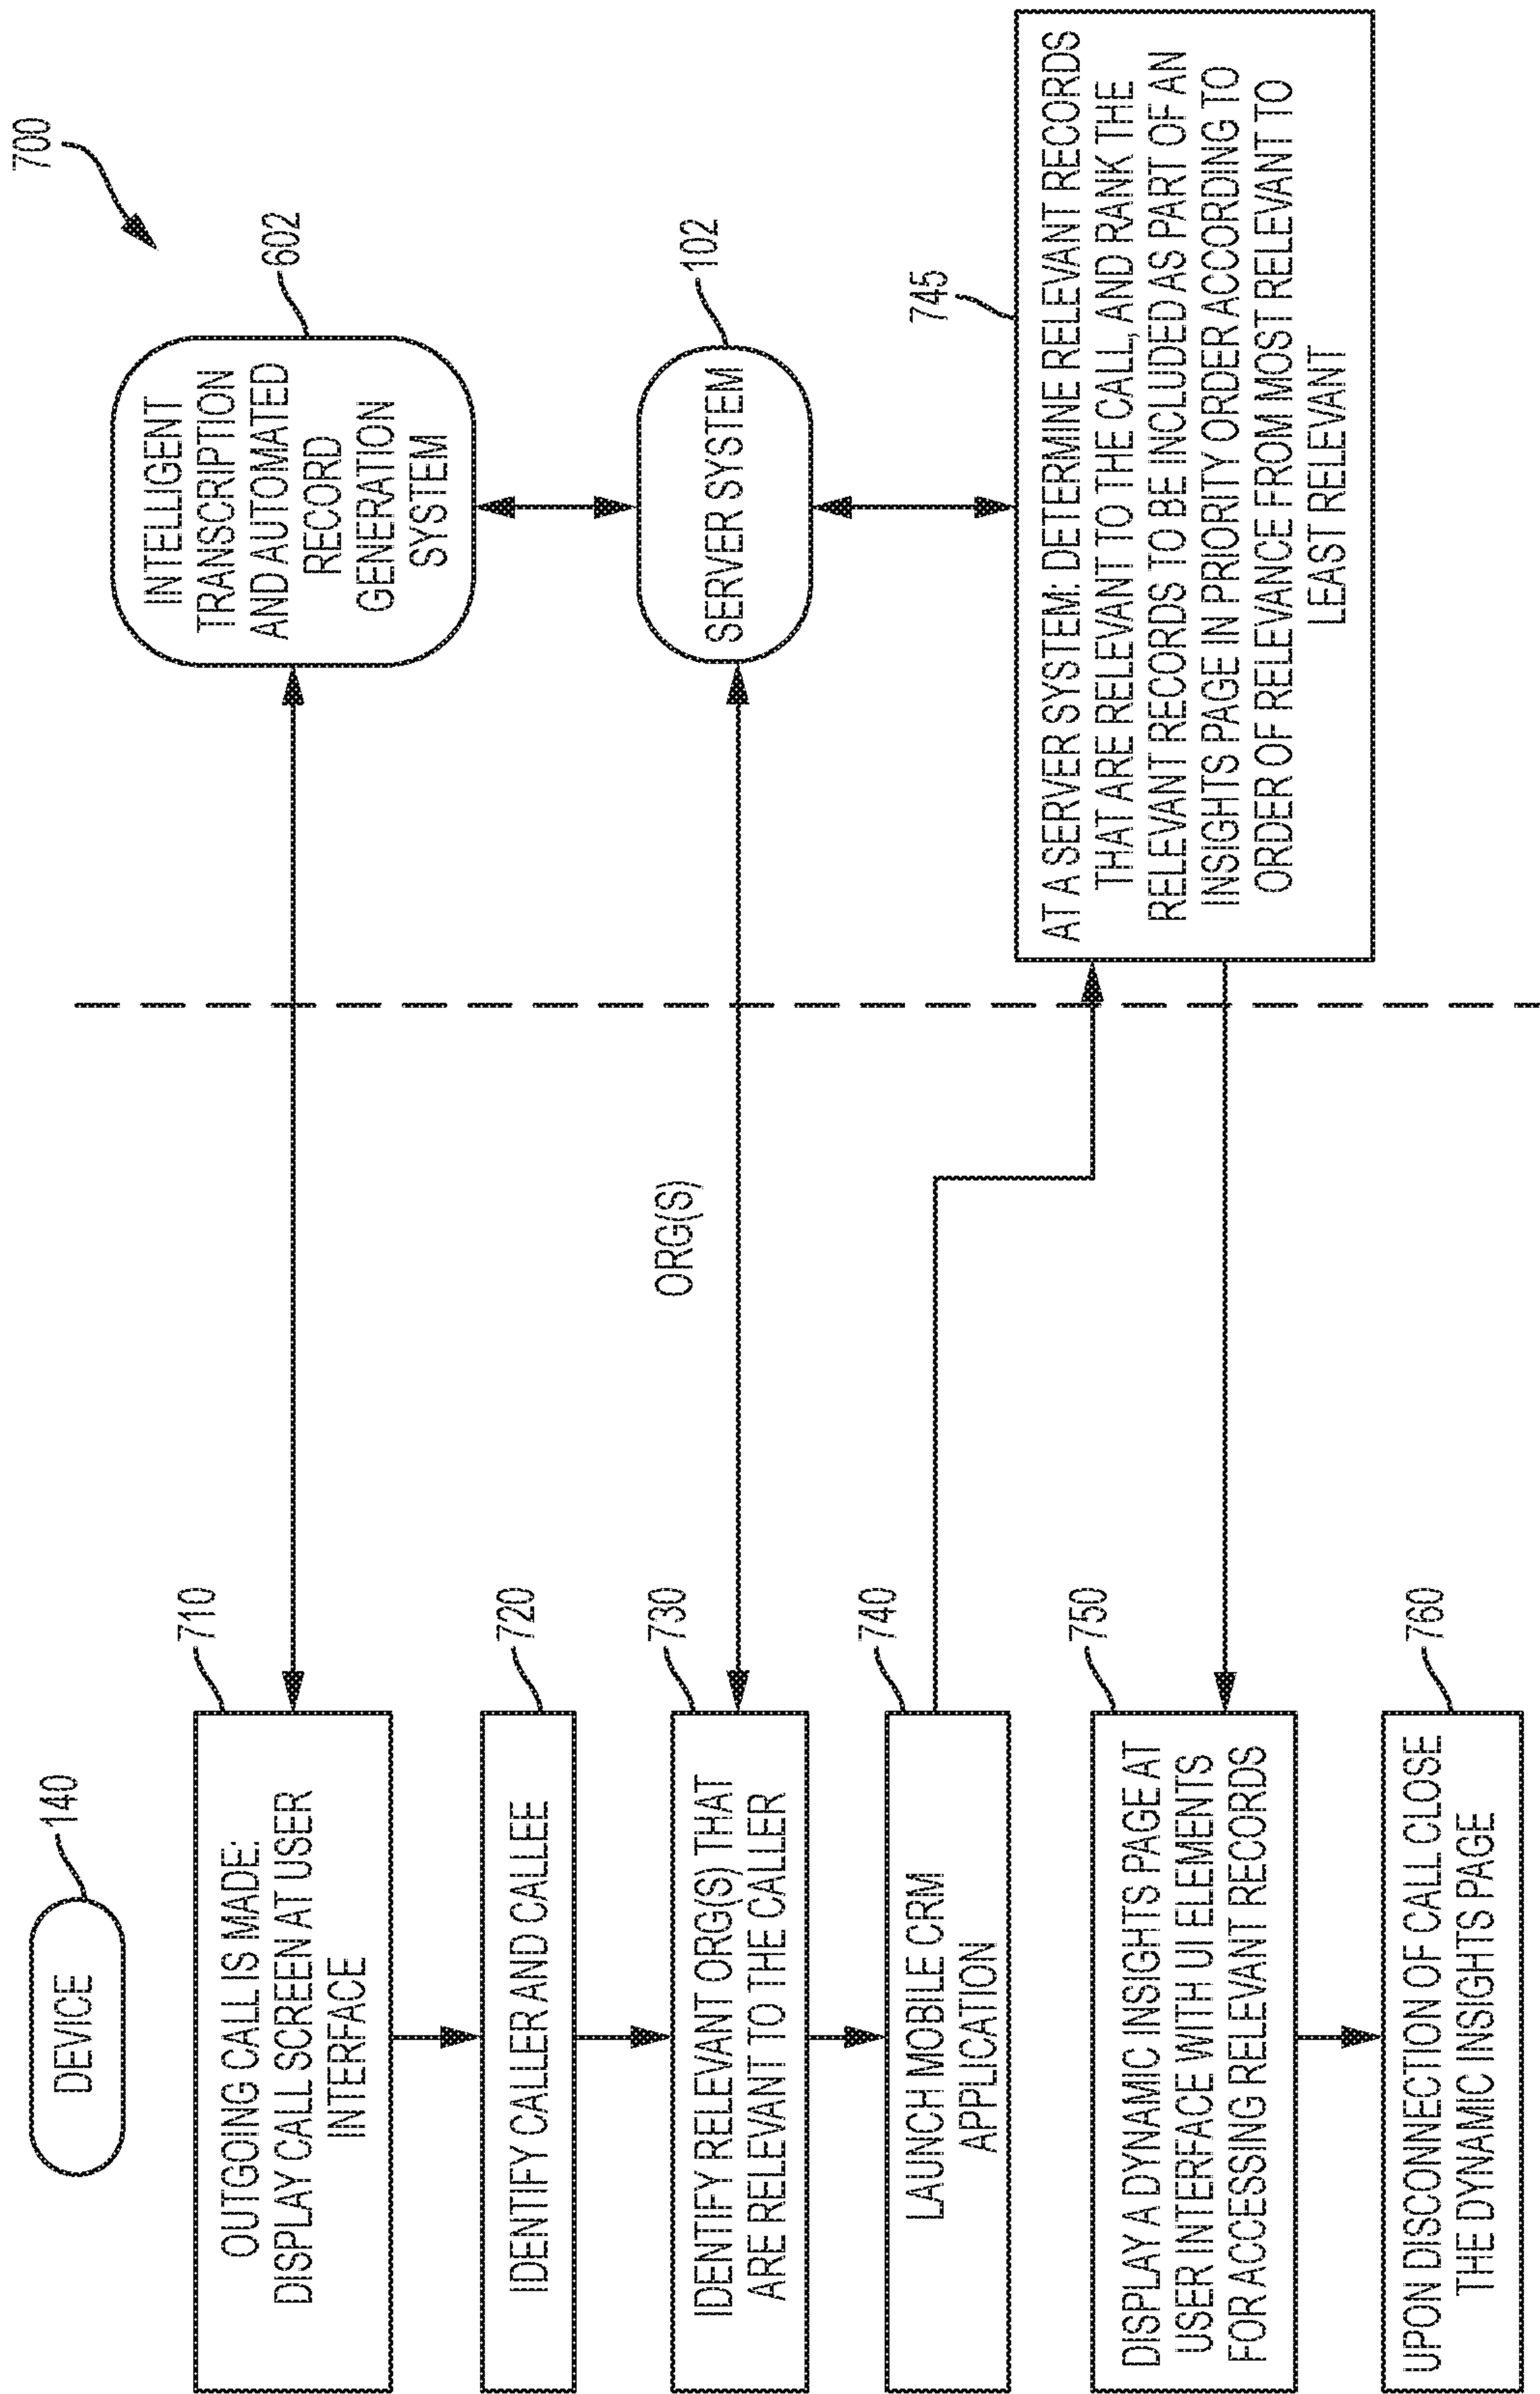 700
DEVICE
140
OUTGOING CALL IS MADE:
DISPLAY CALL SCREEN AT USER
INTERFACE
710
INTELLIGENT
TRANSCRIPTION
AND AUTOMATED
RECORD
GENERATION
SYSTEM
602
IDENTIFY CALLER AND CALLEE
720
IDENTIFY RELEVANT ORG(S) THAT
ARE RELEVANT TO THE CALLER
730
ORG(S)
SERVER SYSTEM
102
LAUNCH MOBILE CRM
APPLICATION
740
AT A SERVER SYSTEM: DETERMINE RELEVANT RECORDS
THAT ARE RELEVANT TO THE CALL, AND RANK THE
RELEVANT RECORDS TO BE INCLUDED AS PART OF AN
INSIGHTS PAGE IN PRIORITY ORDER ACCORDING TO
ORDER OF RELEVANCE FROM MOST RELEVANT TO
LEAST RELEVANT
745
DISPLAY A DYNAMIC INSIGHTS PAGE AT
USER INTERFACE WITH UI ELEMENTS
FOR ACCESSING RELEVANT RECORDS
750
UPON DISCONNECTION OF CALL CLOSE
THE DYNAMIC INSIGHTS PAGE
760